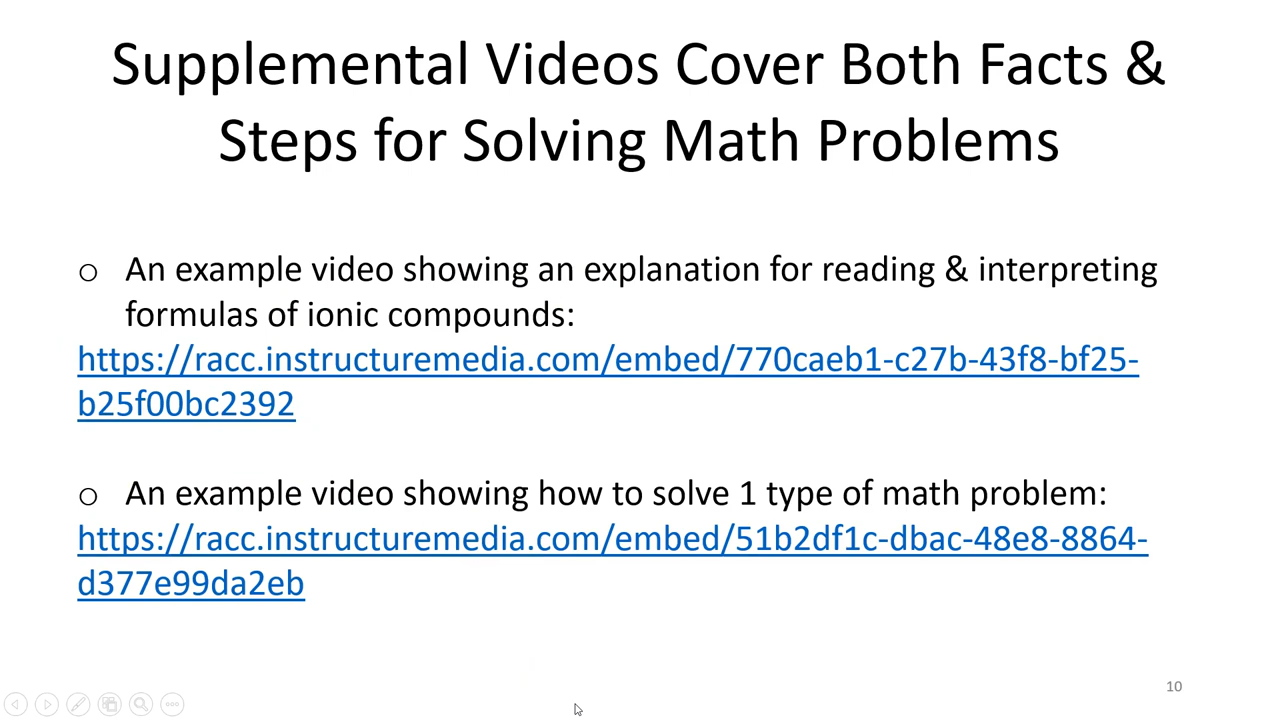 Supplemental Videos Cover Both Facts &
Steps for Solving Math Problems
o An example video showing an explanation for reading & interpreting
formulas of ionic compounds:
https://racc.instructuremedia.com/embed/770caeb1-c27b-43f8-bf25-
b25f00bc2392
o An example video showing how to solve 1 type of math problem:
https://racc.instructuremedia.com/embed/51b2df1c-dbac-48e8-8864-
d377e99da2eb
10